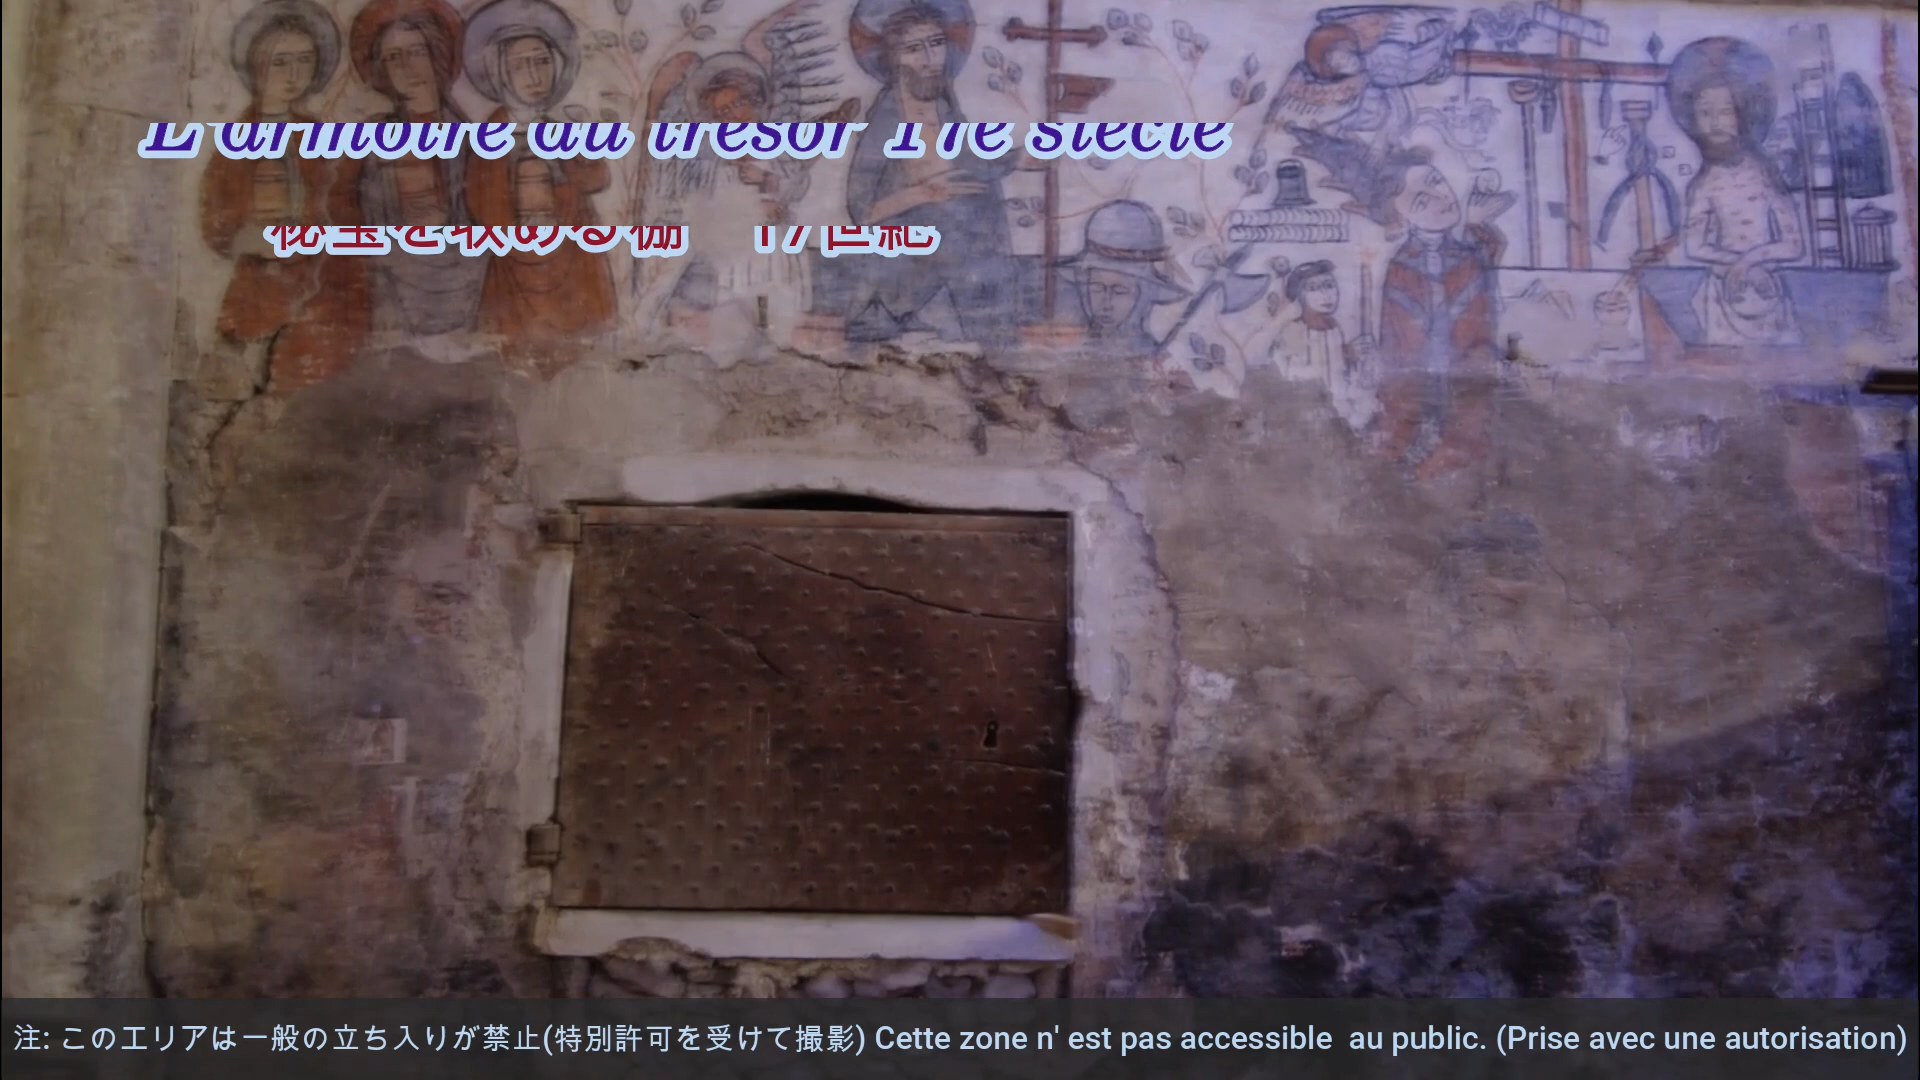 L'armoire trésor 17e siècle
秘宝を収める棚 17世紀
注: このエリアは一般の立ち入りが禁止(特別許可を受けて撮影) Cette zone n' est pas accessible au public. (Prise avec une autorisation)